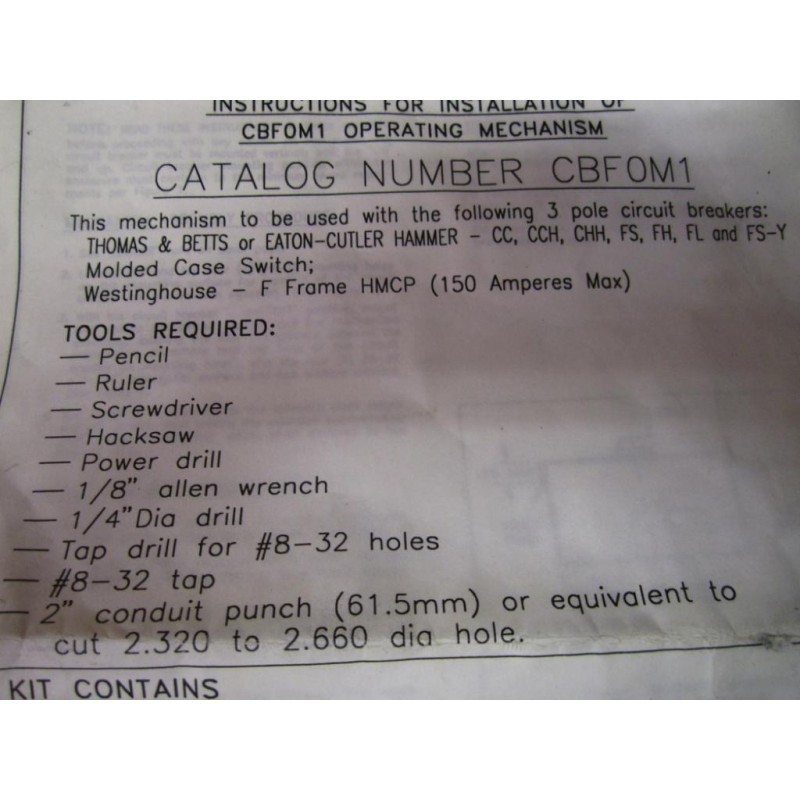 INSTRUCTIONS FOR INSTALLATION OF
CBFOM1 OPERATING MECHANISM
CATALOG NUMBER CBFOM1
This mechanism to be used with the following 3 pole circuit breakers:
THOMAS & BETTS or EATON-CUTLER HAMMER - CC, CCH, CHH, FS, FH, FL and FS-Y
Molded Case Switch;
Westinghouse - F Frame HMCP (150 Amperes Max)
TOOLS REQUIRED:
— Pencil
— Ruler
— Screwdriver
— Hacksaw
— Power drill
— 1/8" allen wrench
— 1/4"Dia drill
— Tap drill for #8-32 holes
— #8-32 tap
— 2" conduit punch (61.5mm) or equivalent to
cut 2.320 to 2.660 dia hole.
KIT CONTAINS